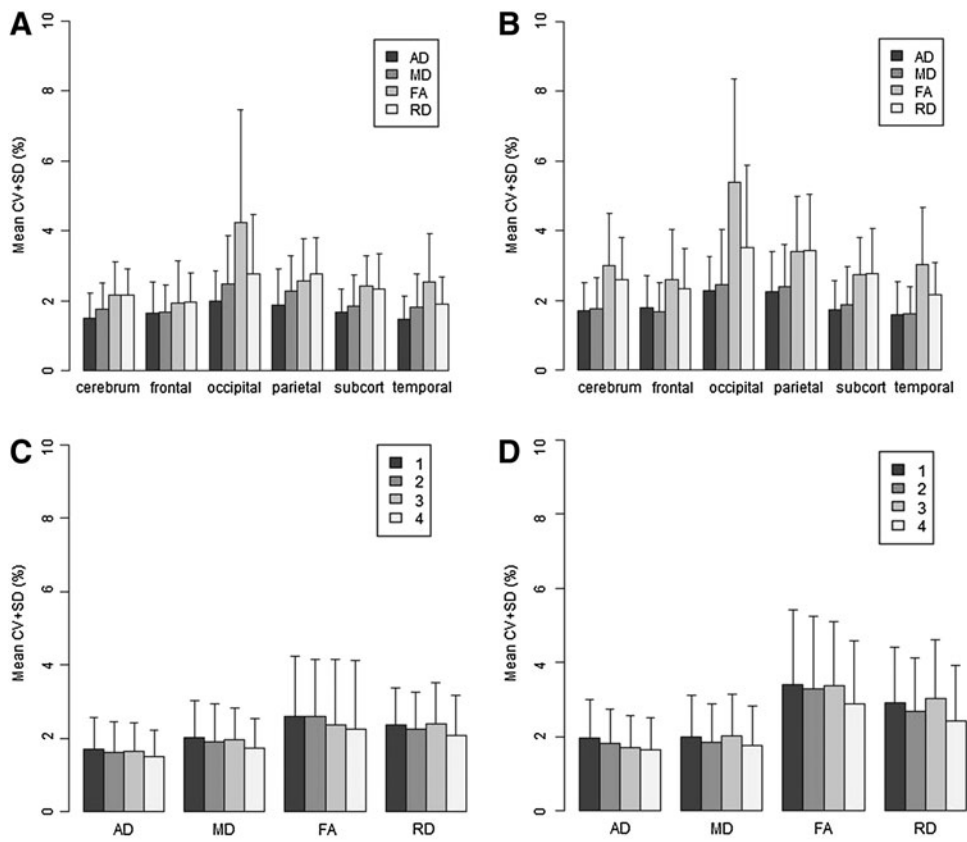 A
10
8
6
4
2
0
Mean CV+SD (%)
AD
MD
FA
RD
cerebrum frontal occipital parietal subcort temporal
B
10
8
6
4
2
0
Mean CV+SD (%)
AD
MD
FA
RD
cerebrum frontal occipital parietal subcort temporal
C
10
8
6
4
2
0
Mean CV+SD (%)
1
2
3
4
AD MD FA RD
D
10
8
6
4
2
0
Mean CV+SD (%)
1
2
3
4
AD MD FA RD